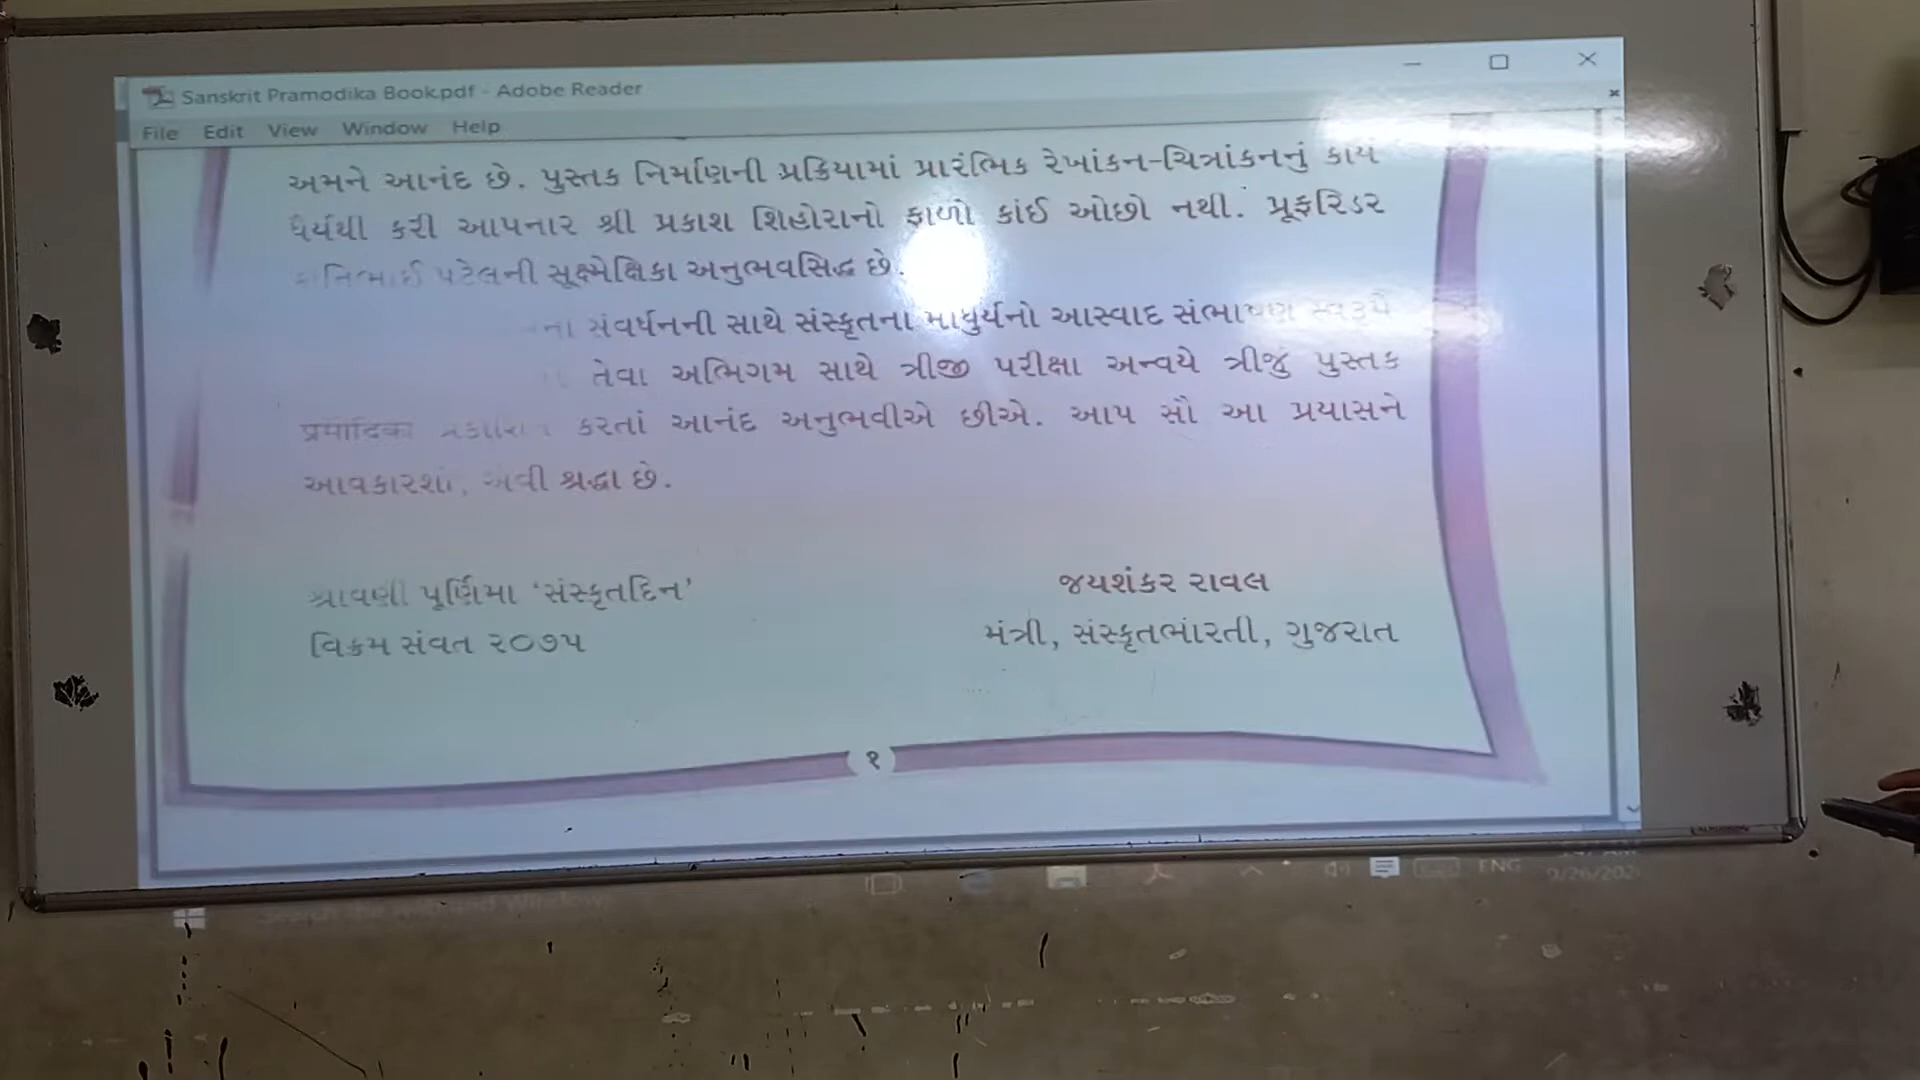 Sanskrit Pramodika Book.pdf - Adobe Reader
File Edit View Window Help
અમને આનંદ છે. પુસ્તક નિર્માણની પ્રક્રિયામાં પ્રારંભિક રેખાંકન-ચિત્રાંકનનું કાર્ય
ધૈર્યથી કરી આપનાર શ્રી પ્રકાશ શિહોરાનો ફાળો કાંઈ ઓછો નથી. પ્રૂફરિડર
પટેલની સૂક્ષ્મેક્ષિકા અનુભવસિદ્ધ છે.
સંવર્ધનની સાથે સંસ્કૃતના માધુર્યનો આસ્વાદ સંભાષણ સ્વરૂપે
તેવા અભિગમ સાથે ત્રીજી પરીક્ષા અન્વયે ત્રીજું પુસ્તક
પ્રમોદિકા કરતાં આનંદ અનુભવીએ છીએ. આપ સૌ આ પ્રયાસને
આવકારશો, એવી શ્રદ્ધા છે.
શ્રાવણી પૂર્ણિમા ‘સંસ્કૃતદિન’ જયશંકર રાવલ
વિક્રમ સંવત ૨૦૭૫ મંત્રી, સંસ્કૃતભારતી, ગુજરાત
૧
ENG